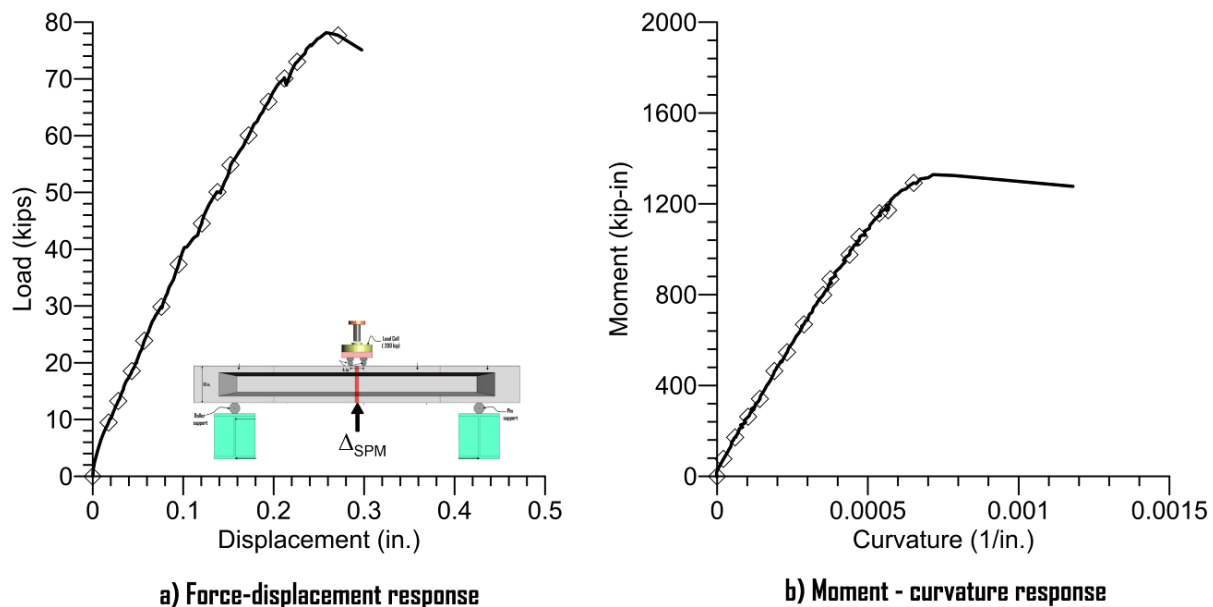 80
70
60
50
40
30
20
10
0
Load (kips)
Load Cell
( 200 kip)
Roller
support
Pin
support
ΔSPM
0
0.1
0.2
0.3
0.4
0.5
Displacement (in.)
a) Force-displacement response
2000
1600
1200
800
400
0
Moment (kip-in)
0
0.0005
0.001
0.0015
Curvature (1/in.)
b) Moment - curvature response